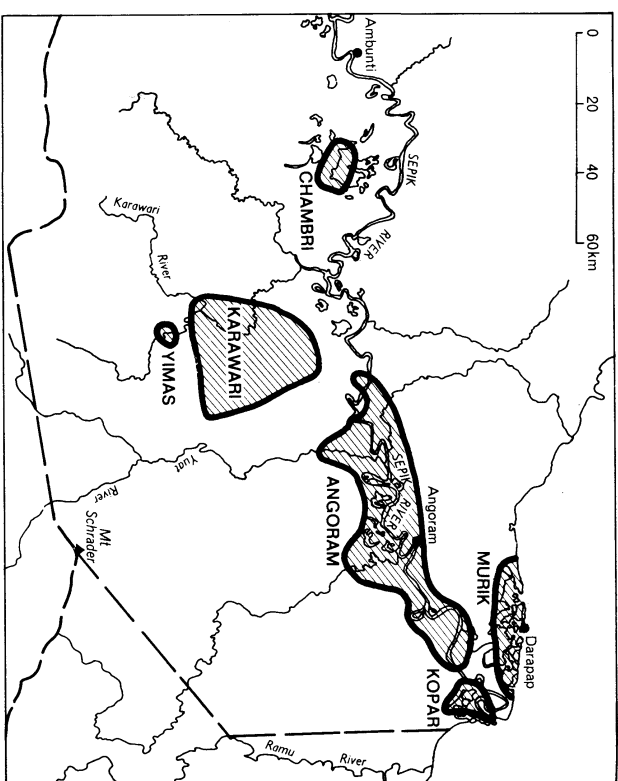 0 20 40 60km
Darapap
MURIK
Angoram
KOPAR
SEPIK
RIVER
SEPIK RIVER
Ambunti
ANGORAM
CHAMBRI
Ramu River
KARAWARI
Yuat
River
YIMAS
Karawari
River
Mt
Schrader